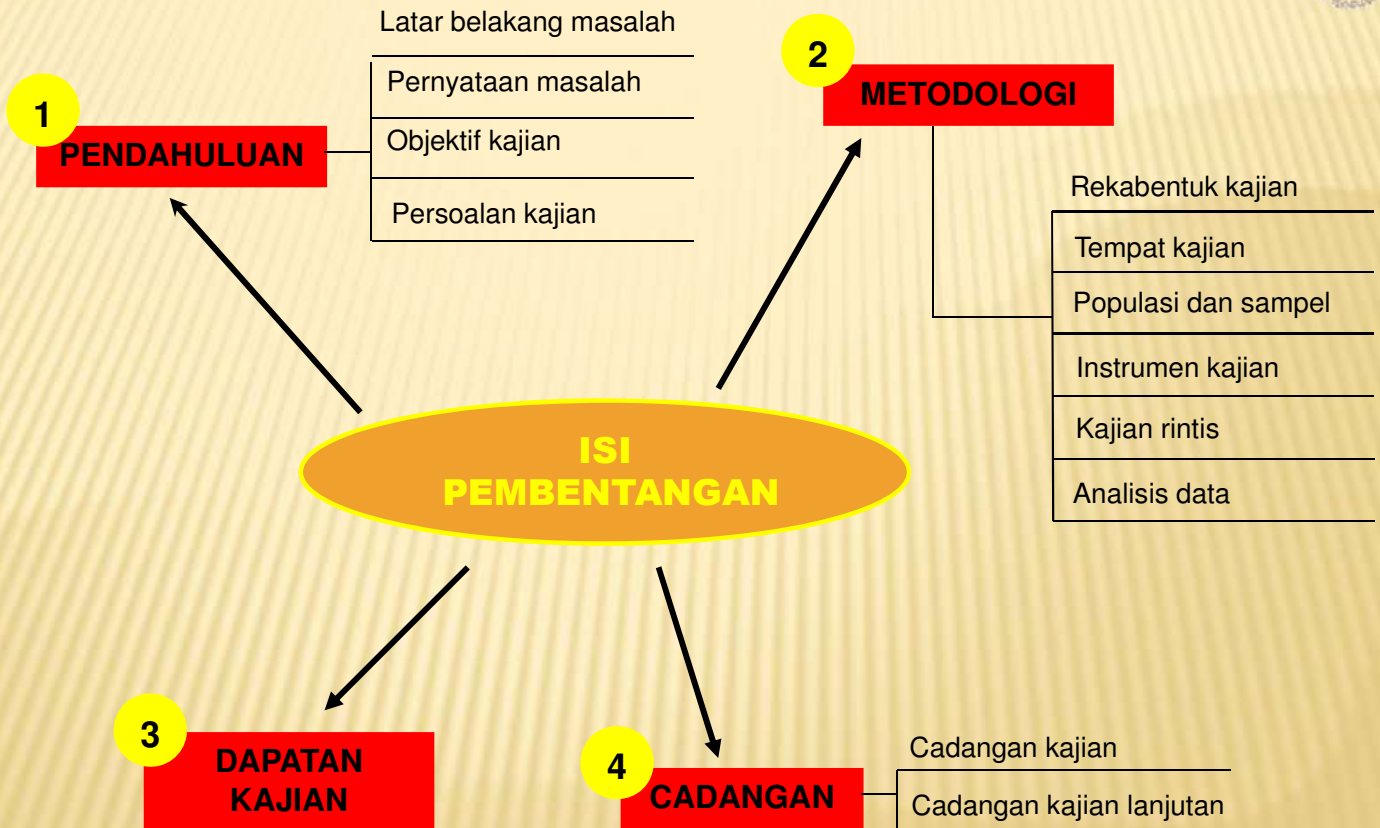 1
PENDAHULUAN
Latar belakang masalah
Pernyataan masalah
Objektif kajian
Persoalan kajian
2
METODOLOGI
Rekabentuk kajian
Tempat kajian
Populasi dan sampel
Instrumen kajian
Kajian rintis
Analisis data
ISI
PEMBENTANGAN
3
DAPATAN
KAJIAN
4
CADANGAN
Cadangan kajian
Cadangan kajian lanjutan